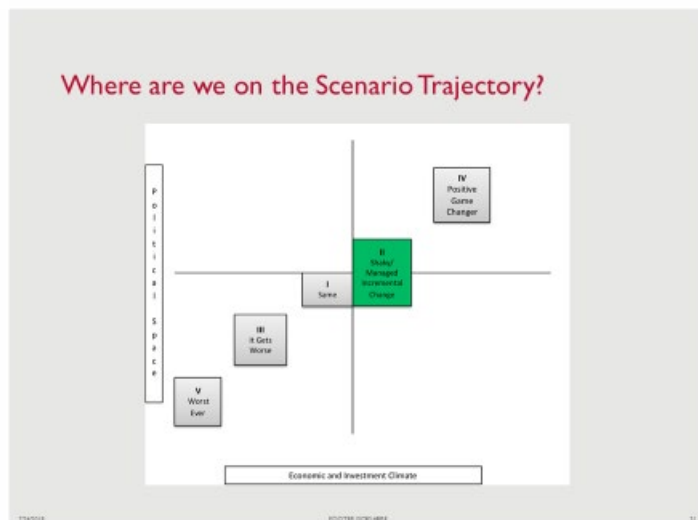 Where are we on the Scenario Trajectory?
Political Space
IV
Positive
Game
Changer
II
Shaky/
Managed
Incremental
Change
I
Same
III
It Gets
Worse
V
Worst
Ever
Economic and Investment Climate